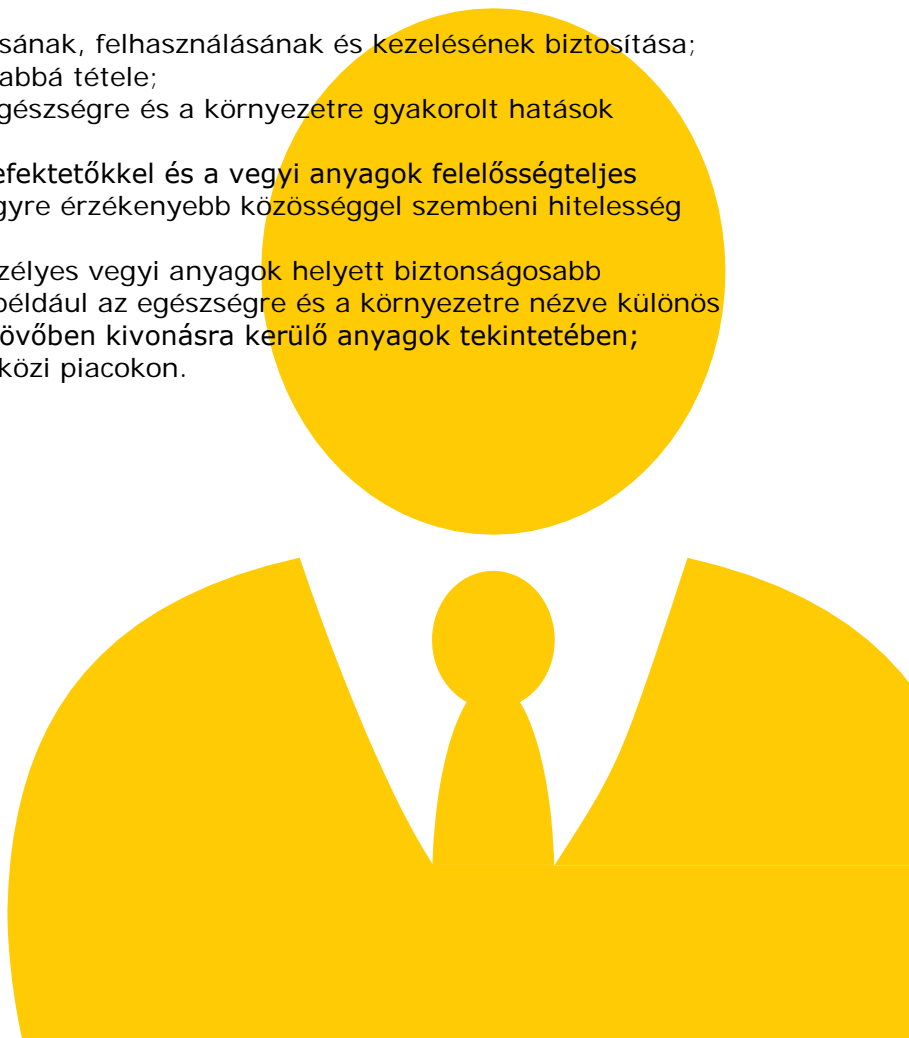 sának, felhasználásának és kezelésének biztosítása;
abbá tétele;
gészségre és a környezetre gyakorolt hatások
efektetőkkel és a vegyi anyagok felelősségteljes
gyre érzékenyebb közösséggel szembeni hitelesség
zélyes vegyi anyagok helyett biztonságosabb
például az egészségre és a környezetre nézve különös
övőben kivonásra kerülő anyagok tekintetében;
közi piacokon.